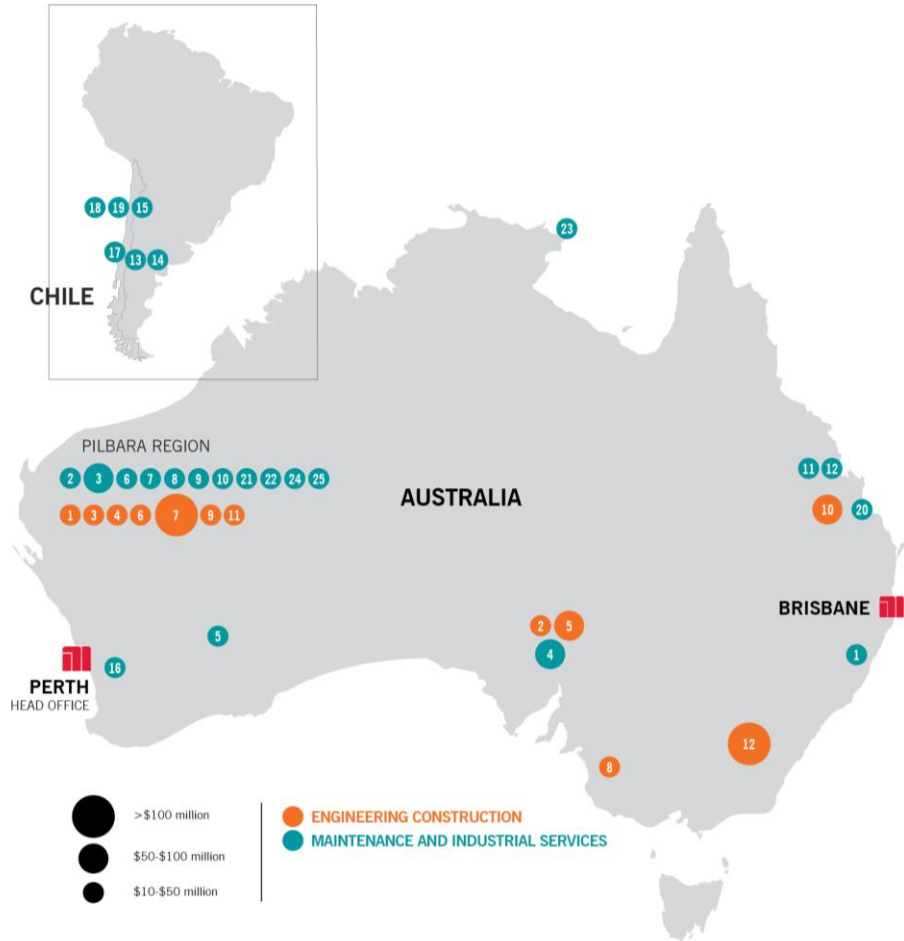 18 19 15
17 13 14
CHILE
23
PILBARA REGION
2 3 6 7 8 9 10 21 22 24 25
1 3 4 6 7 9 11
AUSTRALIA
11 12
10 20
BRISBANE
2 5
5
4
1
16
PERTH
HEAD OFFICE
12
8
>$100 million
$50-$100 million
$10-$50 million
ENGINEERING CONSTRUCTION
MAINTENANCE AND INDUSTRIAL SERVICES